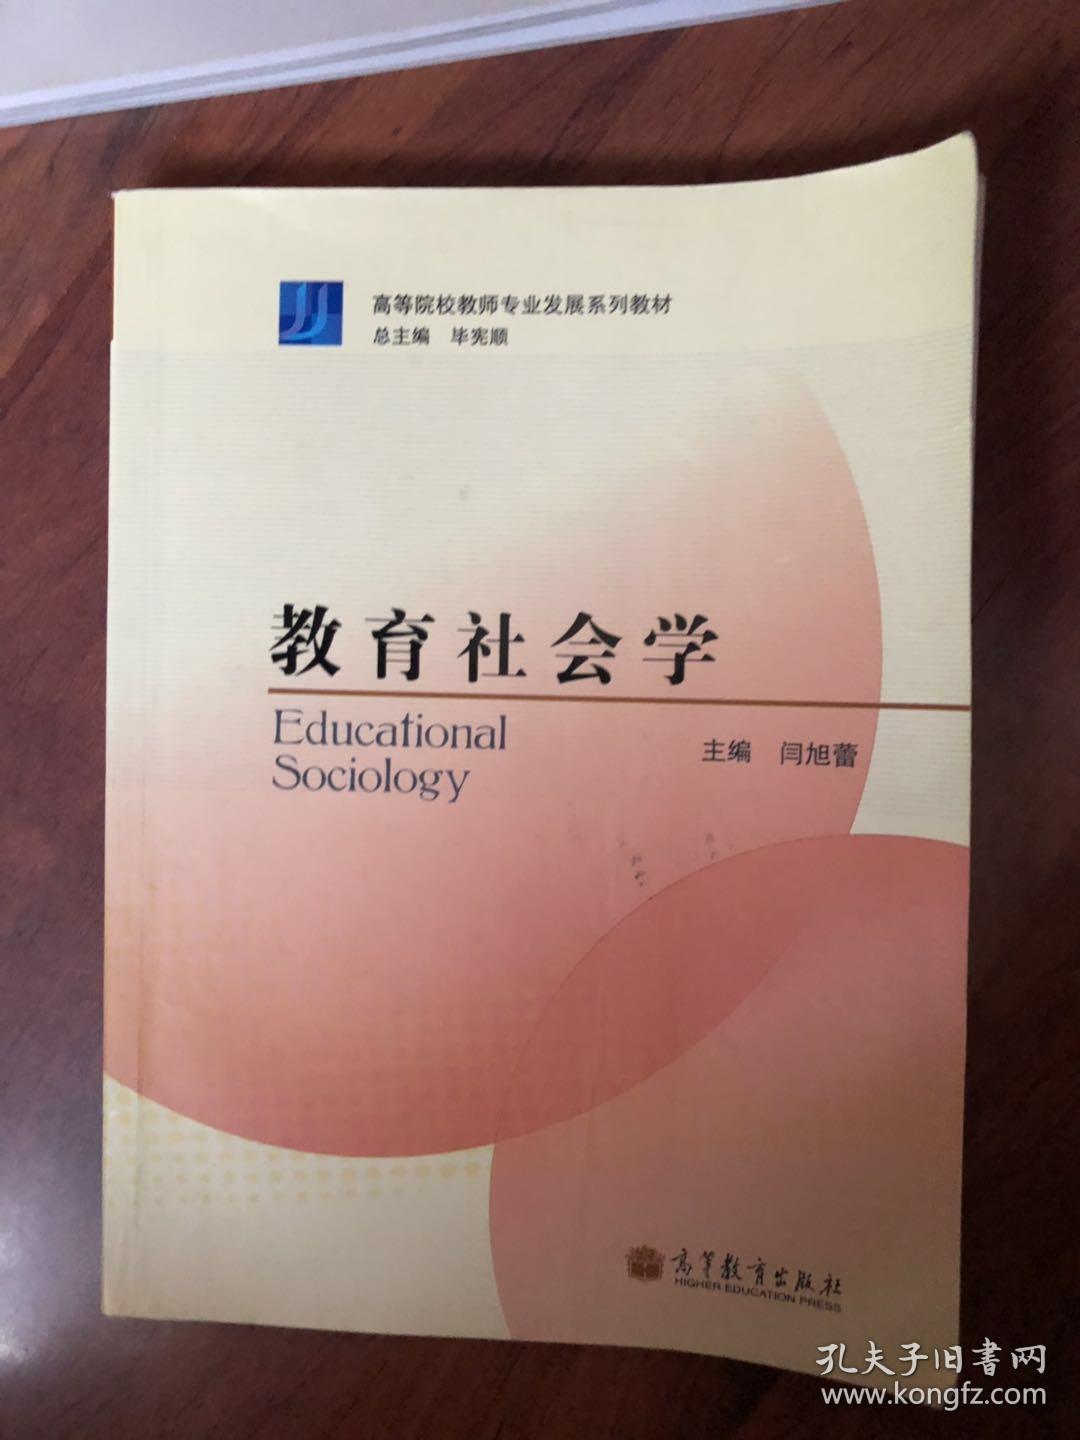 高等院校教师专业发展系列教材
总主编 毕宪顺
教育社会学
Educational
Sociology
主编 闫旭蕾
高等教育出版社
HIGHER EDUCATION PRESS
孔夫子旧書网
www.kongfz.com